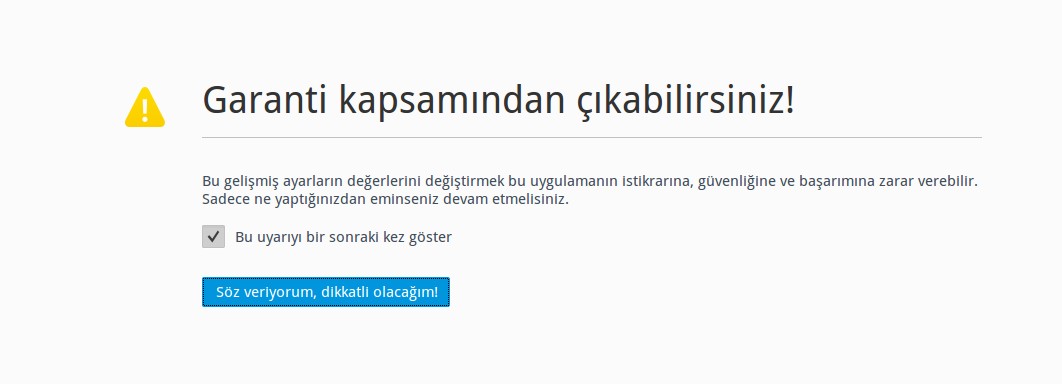 Garanti kapsamından çıkabilirsiniz!
Bu gelişmiş ayarların değerlerini değiştirmek bu uygulamanın istikrarına, güvenliğine ve başarımına zarar verebilir.
Sadece ne yaptığınızdan eminseniz devam etmelisiniz.
Bu uyarıyı bir sonraki kez göster
Söz veriyorum, dikkatli olacağım!